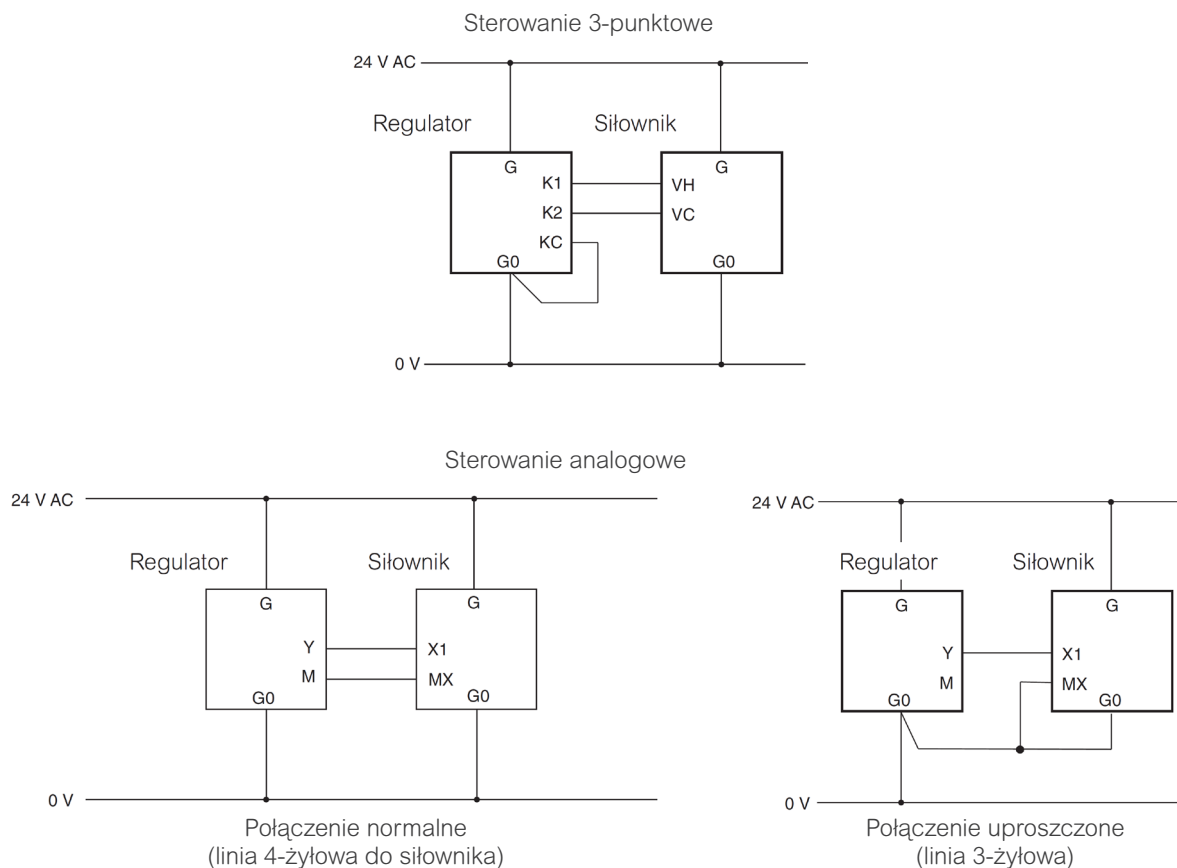 Sterowanie 3-punktowe
24 V AC
Regulator
Siłownik
G
G
K1
VH
K2
VC
KC
G0
G0
0 V
Sterowanie analogowe
24 V AC
Regulator
Siłownik
G
G
Y
X1
M
MX
G0
G0
0 V
Połączenie normalne
(linia 4-żyłowa do siłownika)
24 V AC
Regulator
Siłownik
G
G
Y
X1
M
MX
G0
G0
0 V
Połączenie uproszczone
(linia 3-żyłowa)